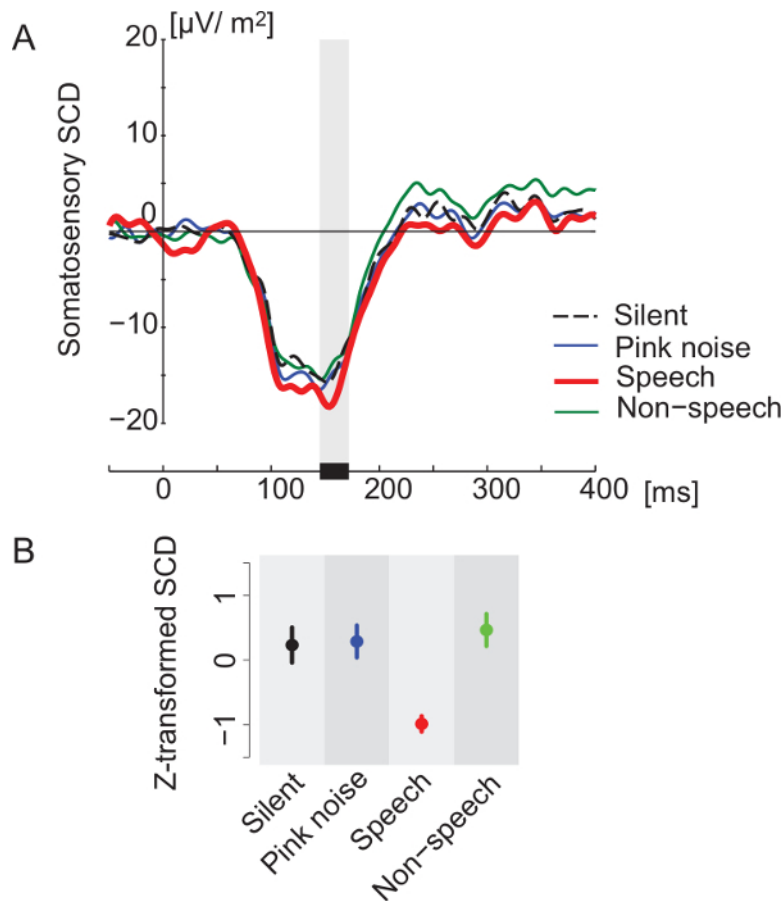 A
[µV/ m²]
Somatosensory SCD
20
10
0
−10
−20
Silent
Pink noise
Speech
Non−speech
0 100 200 300 400 [ms]
B
Z-transformed SCD
1
0
−1
Silent
Pink noise
Speech
Non−speech